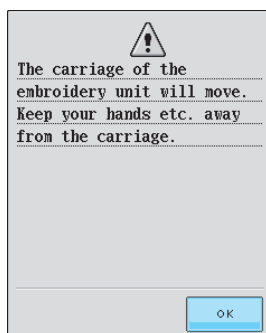 The carriage of the
embroidery unit will move.
Keep your hands etc. away
from the carriage.
OK